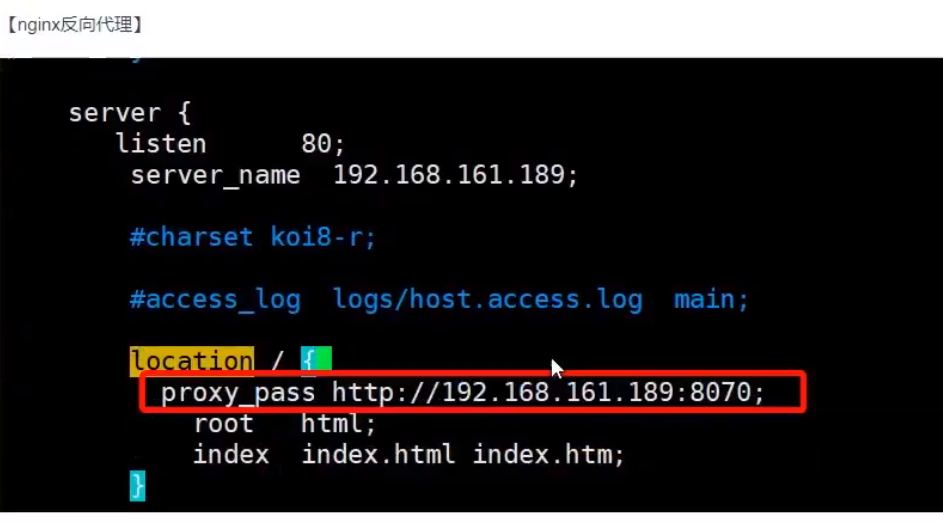 【nginx反向代理】
server {
listen 80;
server_name 192.168.161.189;
#charset koi8-r;
#access_log logs/host.access.log main;
location / {
proxy_pass http://192.168.161.189:8070;
root html;
index index.html index.htm;
}